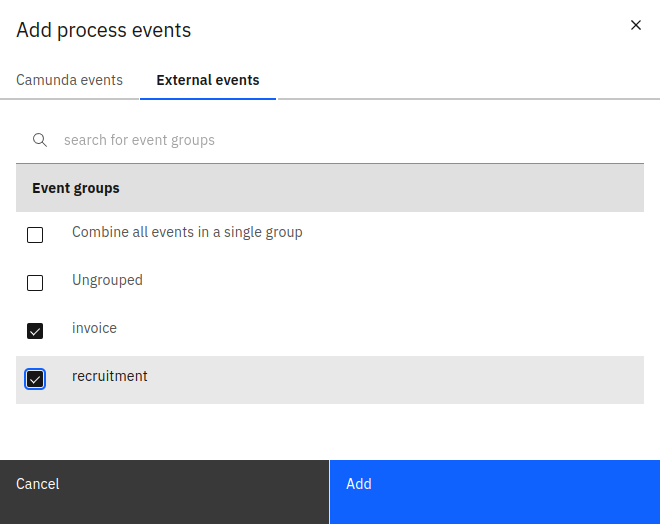 Add process events
Camunda events External events
search for event groups
Event groups
Combine all events in a single group
Ungrouped
invoice
recruitment
Cancel Add